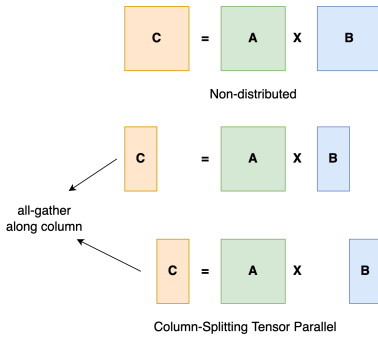 C = A X B
Non-distributed
C = A X B
all-gather
along column
C = A X B
Column-Splitting Tensor Parallel